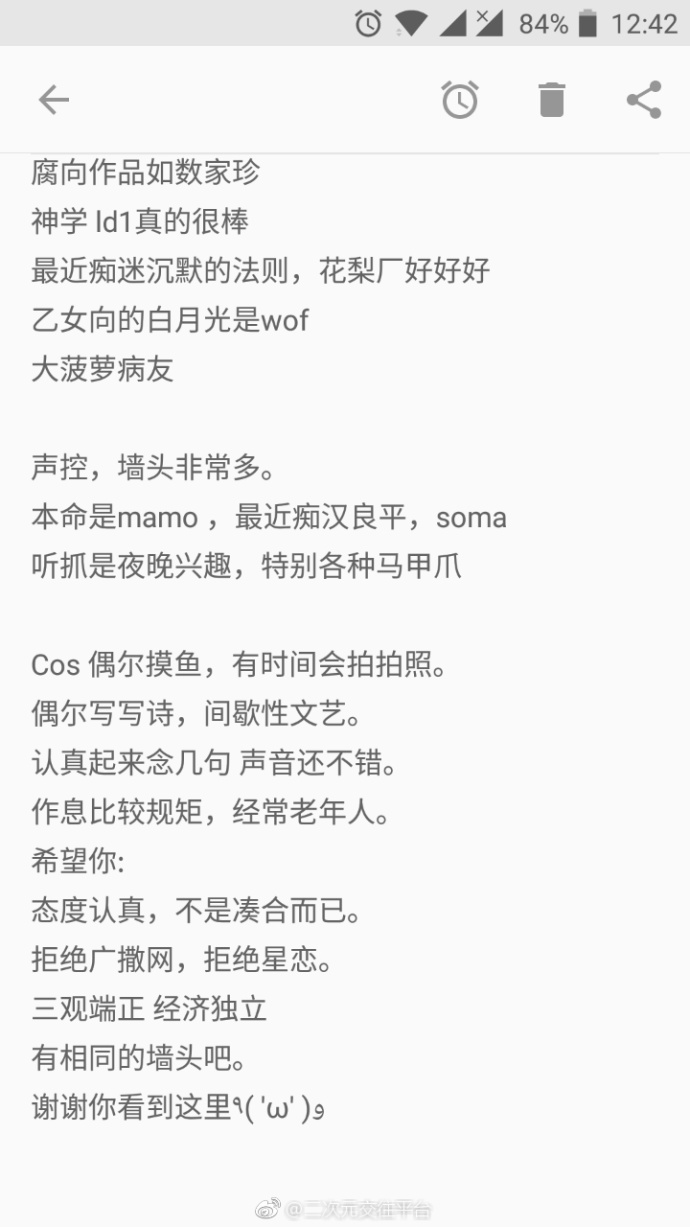 84% 12:42
腐向作品如数家珍
神学 ld1真的很棒
最近痴迷沉默的法则，花梨厂好好好
乙女向的白月光是wof
大菠萝病友
声控，墙头非常多。
本命是mamo ，最近痴汉良平，soma
听抓是夜晚兴趣，特别各种马甲爪
Cos 偶尔摸鱼，有时间会拍拍照。
偶尔写写诗，间歇性文艺。
认真起来念几句 声音还不错。
作息比较规矩，经常老年人。
希望你:
态度认真，不是凑合而已。
拒绝广撒网，拒绝星恋。
三观端正 经济独立
有相同的墙头吧。
谢谢你看到这里٩( 'ω' )و
@二次元交往平台